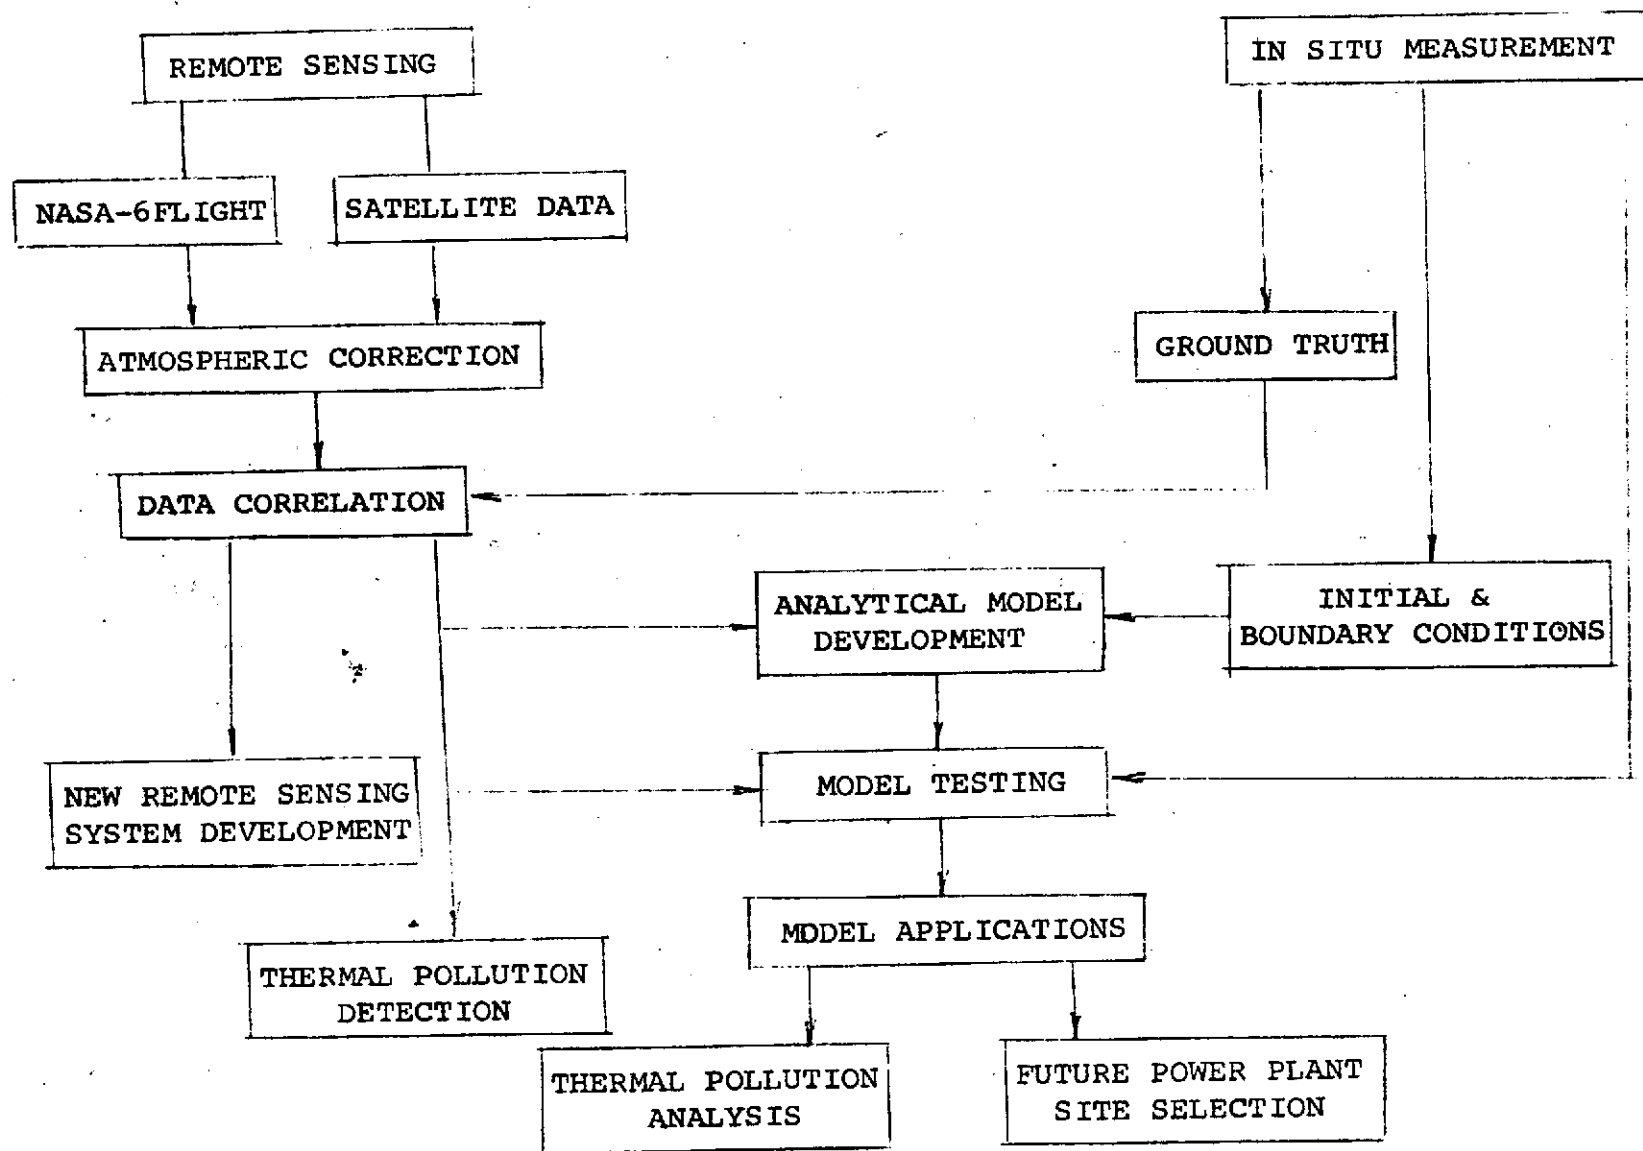 REMOTE SENSING
IN SITU MEASUREMENT
NASA-6FLIGHT
SATELLITE DATA
ATMOSPHERIC CORRECTION
GROUND TRUTH
DATA CORRELATION
ANALYTICAL MODEL
DEVELOPMENT
INITIAL &
BOUNDARY CONDITIONS
NEW REMOTE SENSING
SYSTEM DEVELOPMENT
MODEL TESTING
THERMAL POLLUTION
DETECTION
MODEL APPLICATIONS
THERMAL POLLUTION
ANALYSIS
FUTURE POWER PLANT
SITE SELECTION